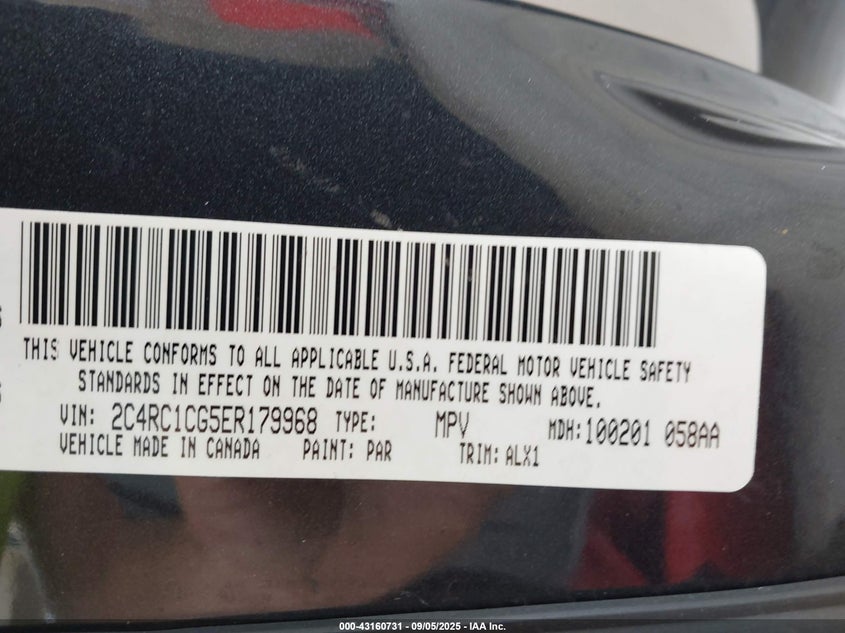 THIS VEHICLE CONFORMS TO ALL APPLICABLE U.S.A. FEDERAL MOTOR VEHICLE SAFETY
STANDARDS IN EFFECT ON THE DATE OF MANUFACTURE SHOWN ABOVE.
VIN: 2C4RC1CG5ER179968 TYPE: MPV MDH:100201 058AA
VEHICLE MADE IN CANADA PAINT: PAR TRIM: ALX1
000-43160731 - 09/05/2025 - IAA Inc.